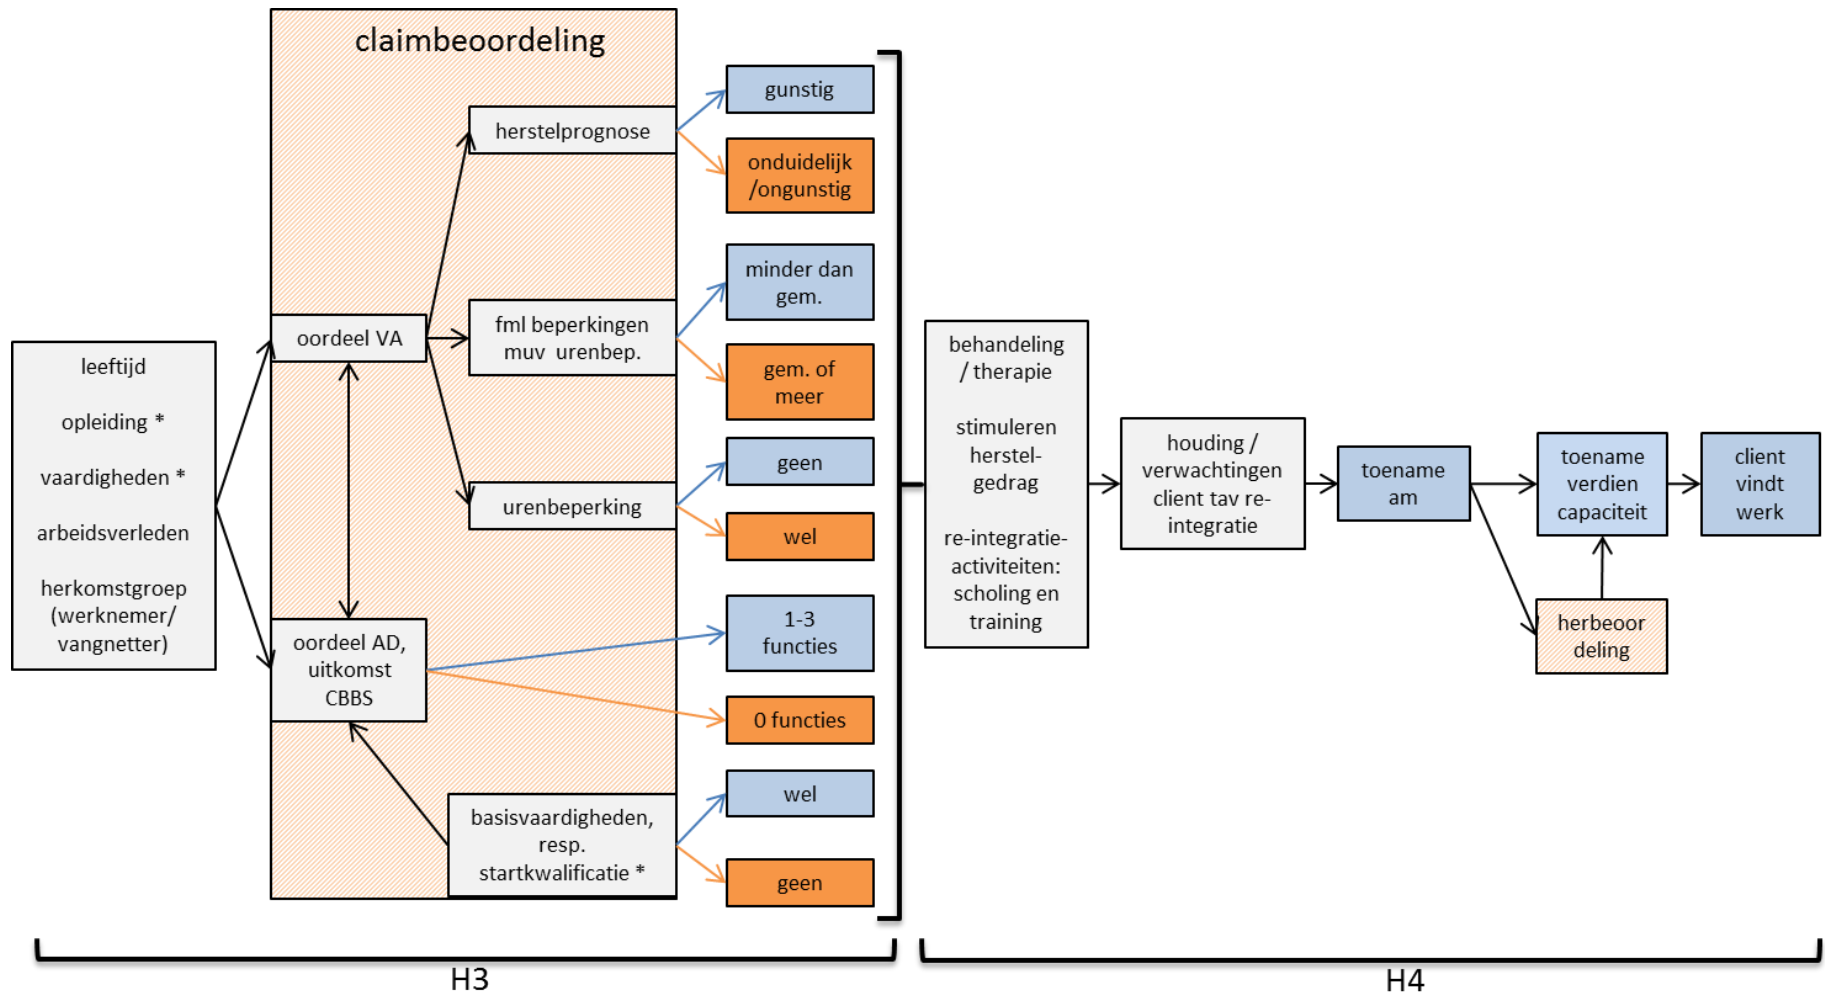 claimbeoordeling
leeftijd
opleiding *
vaardigheden *
arbeidsverleden
herkomstgroep
(werknemer/
vangnetter)
oordeel VA
oordeel AD,
uitkomst
CBBS
herstelprognose
fml beperkingen
muv urenbep.
urenbeperking
basisvaardigheden,
resp.
startkwalificatie *
gunstig
onduidelijk
/ongunstig
minder dan
gem.
gem. of
meer
geen
wel
1-3
functies
0 functies
wel
geen
behandeling
/ therapie
stimuleren
herstel-
gedrag
re-integratie-
activiteiten:
scholing en
training
houding /
verwachtingen
client tav re-
integratie
toename
am
toename
verdien
capaciteit
herbeoor
deling
client
vindt
werk
H3
H4